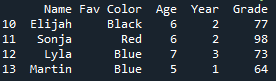 Name Fav Color Age Year Grade
10 Elijah Black 6 2 77
11 Sonja Red 6 2 98
12 Lyla Blue 7 3 73
13 Martin Blue 5 1 64